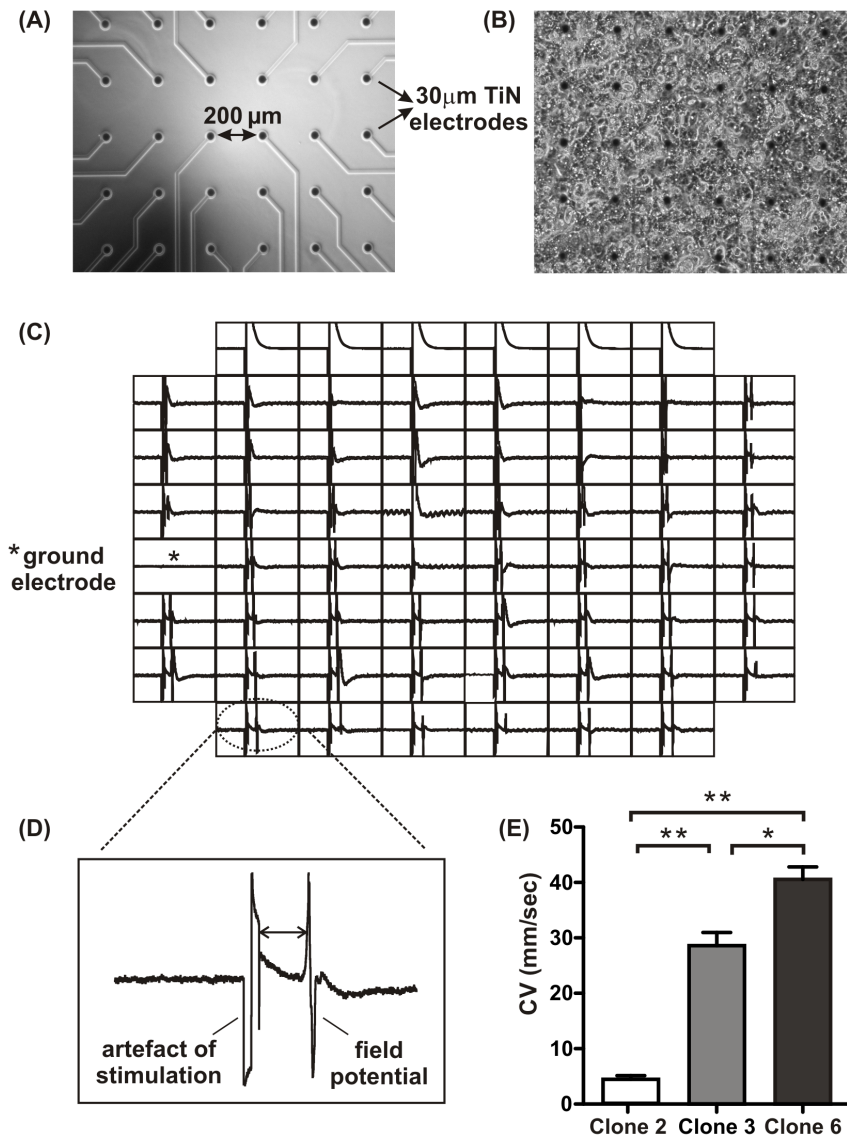 (A)
(B)
200 µm
30µm TiN
electrodes
(C)
*ground
electrode
*
(D)
artefact of
stimulation
field
potential
(E)
CV (mm/sec)
50
40
30
20
10
0
**
**
*
Clone 2
Clone 3
Clone 6